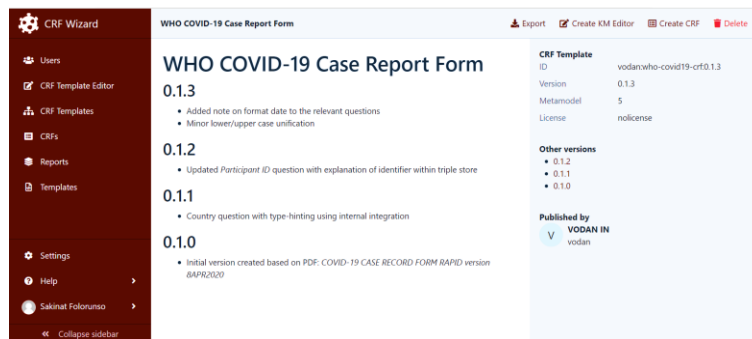 CRF Wizard
Users
CRF Template Editor
CRF Templates
CRFs
Reports
Templates
Settings
Help
Sakinat Folorunso
Collapse sidebar
WHO COVID-19 Case Report Form
Export Create KM Editor Create CRF Delete
WHO COVID-19 Case Report Form
0.1.3
Added note on format date to the relevant questions
Minor lower/upper case unification
0.1.2
Updated Participant ID question with explanation of identifier within triple store
0.1.1
Country question with type-hinting using internal integration
0.1.0
Initial version created based on PDF: COVID-19 CASE RECORD FORM RAPID version
8APR2020
CRF Template
ID vodan:who-covid19-crf:0.1.3
Version 0.1.3
Metamodel 5
License nolicense
Other versions
0.1.2
0.1.1
0.1.0
Published by
V VODAN IN
vodan